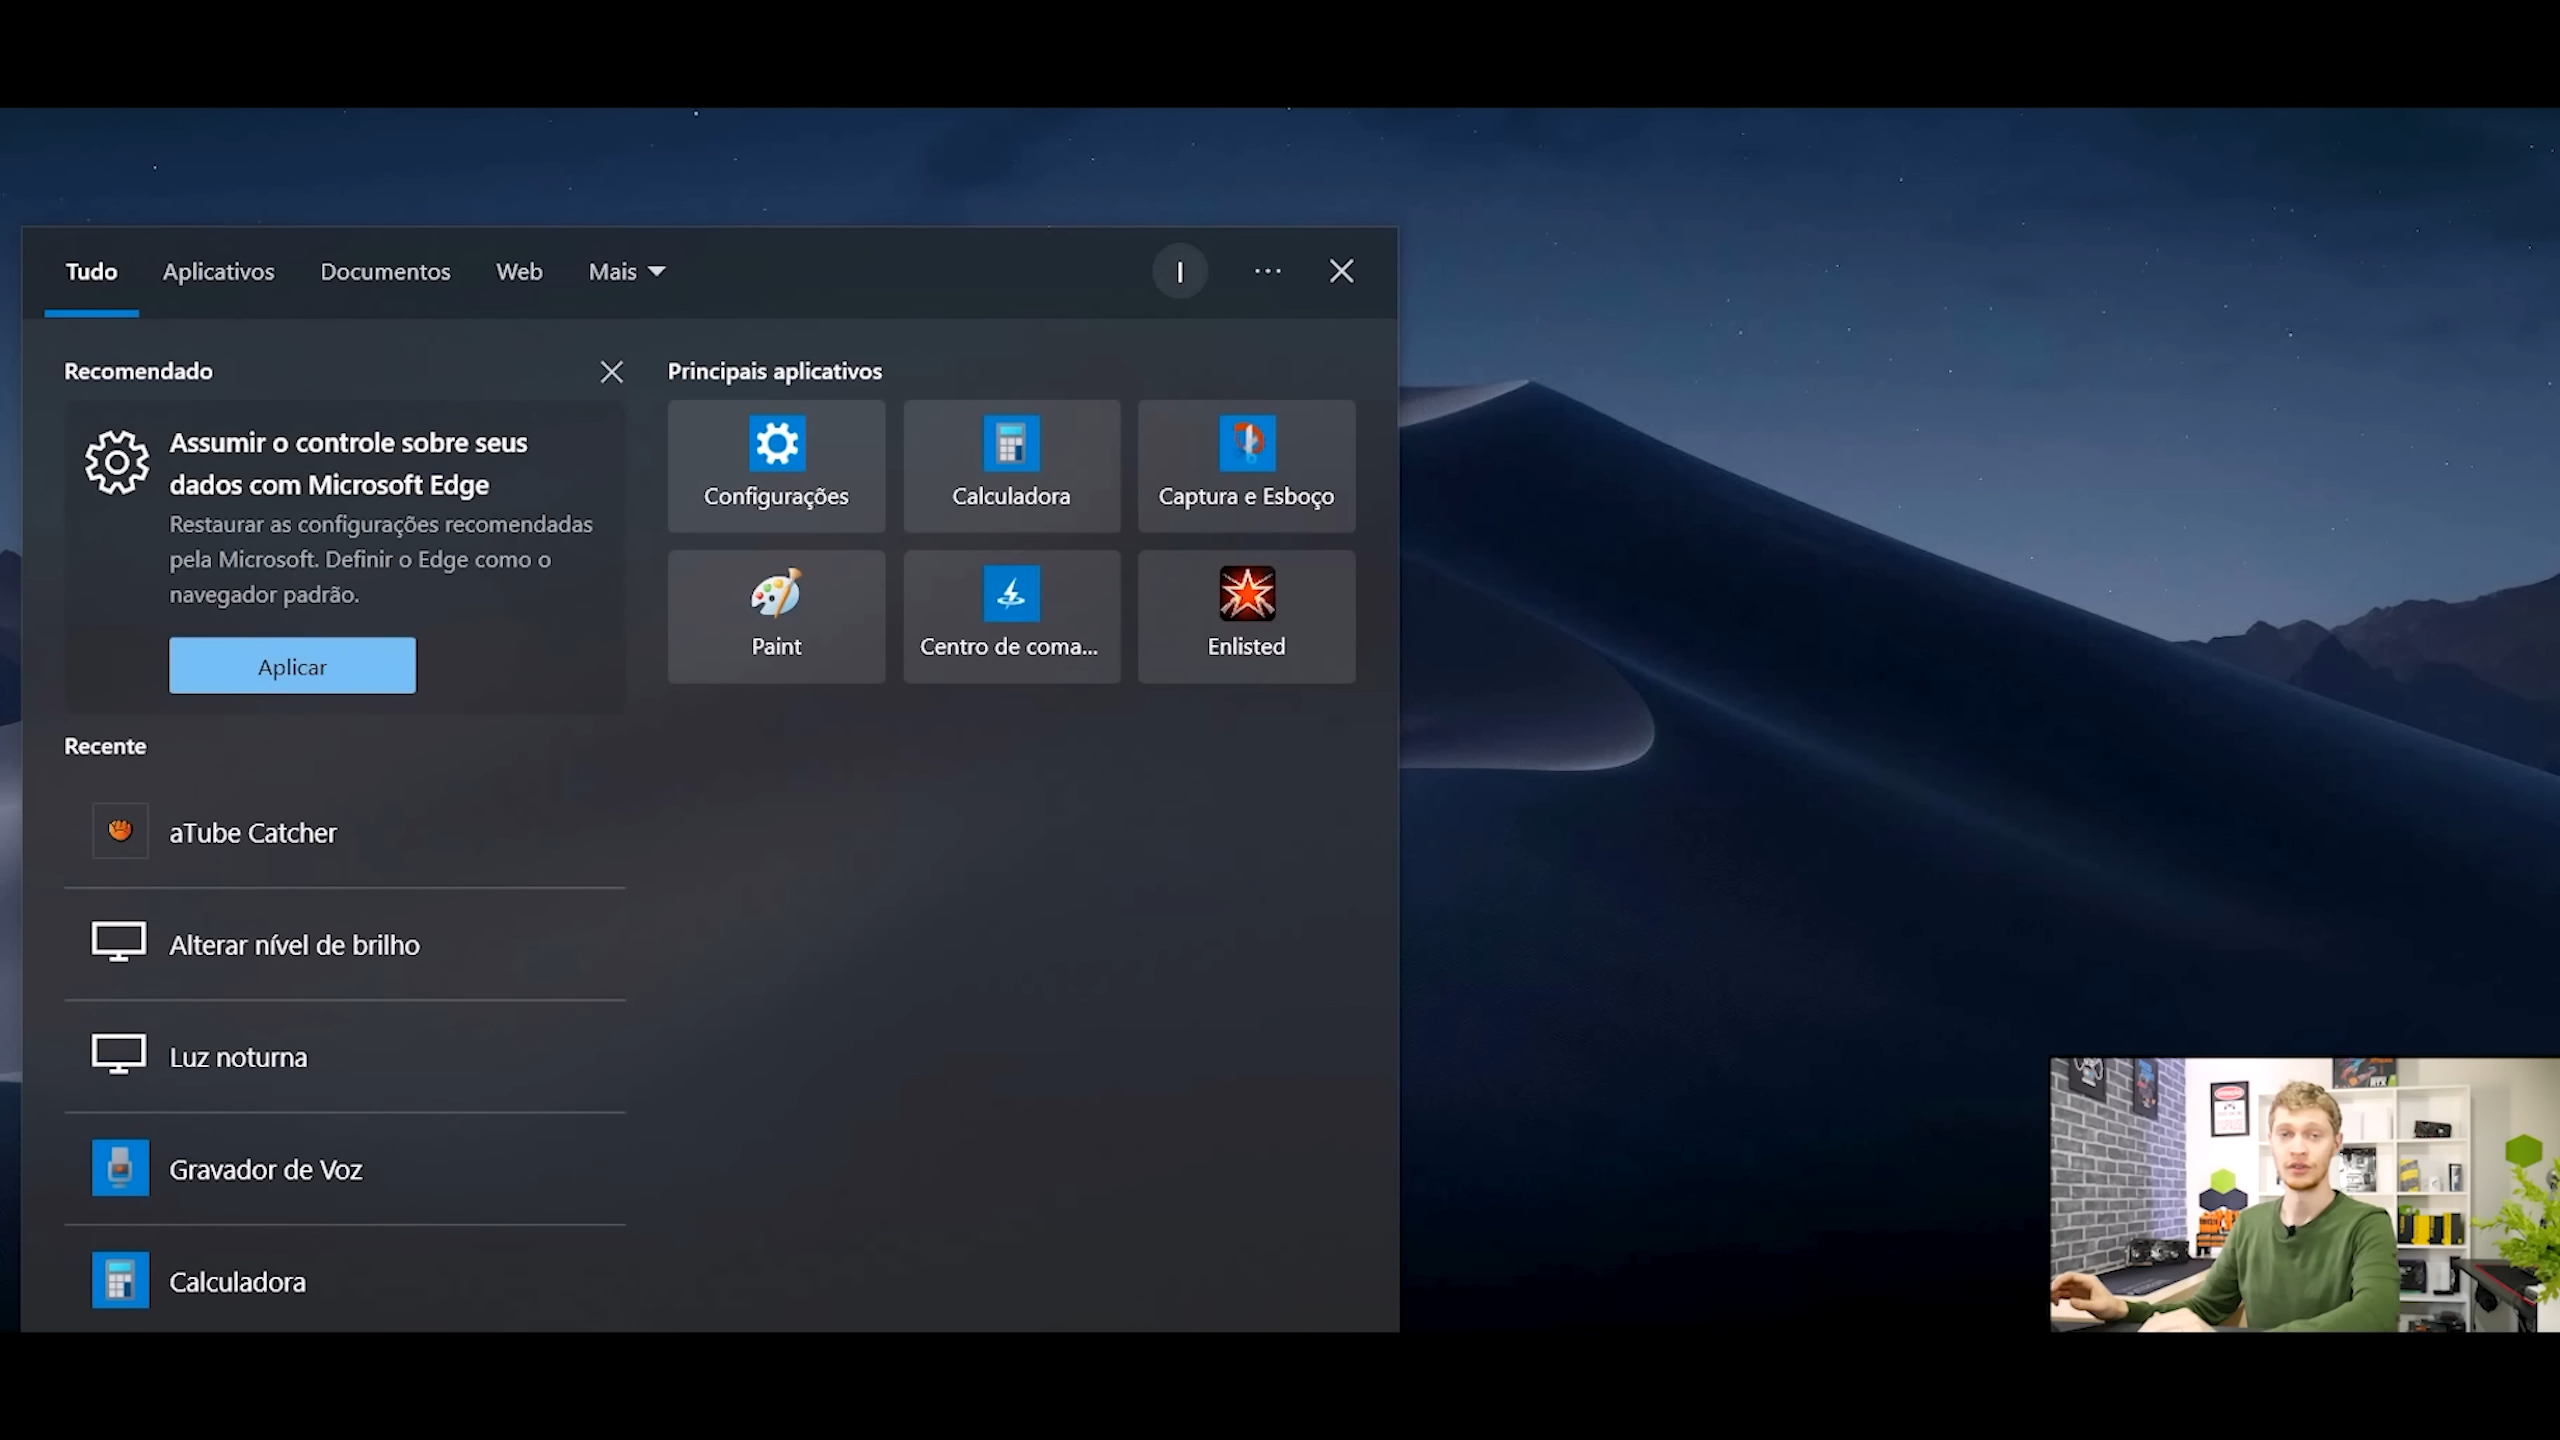 Tudo
Aplicativos
Documentos
Web
Mais
I
Recomendado
Assumir o controle sobre seus
dados com Microsoft Edge
Restaurar as configurações recomendadas
pela Microsoft. Definir o Edge como o
navegador padrão.
Aplicar
Principais aplicativos
Configurações
Calculadora
Captura e Esboço
Paint
Centro de coma...
Enlisted
Recente
aTube Catcher
Alterar nível de brilho
Luz noturna
Gravador de Voz
Calculadora